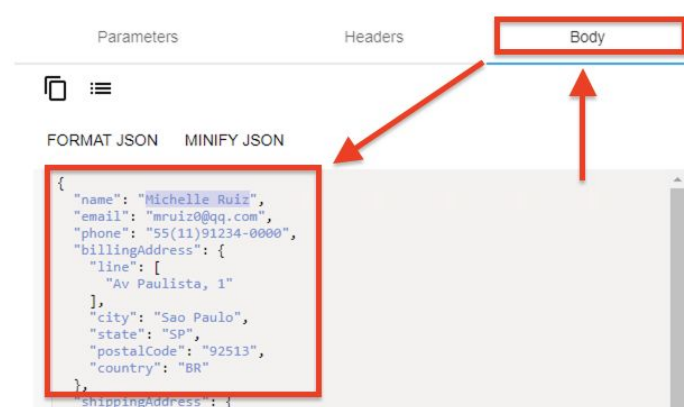 Parameters Headers Body
FORMAT JSON MINIFY JSON
{
"name": "Michelle Ruiz",
"email": "mruiz0@qq.com",
"phone": "55(11)91234-0000",
"billingAddress": {
"line": [
"Av Paulista, 1"
],
"city": "Sao Paulo",
"state": "SP",
"postalCode": "92513",
"country": "BR"
},
"shippingAddress": {